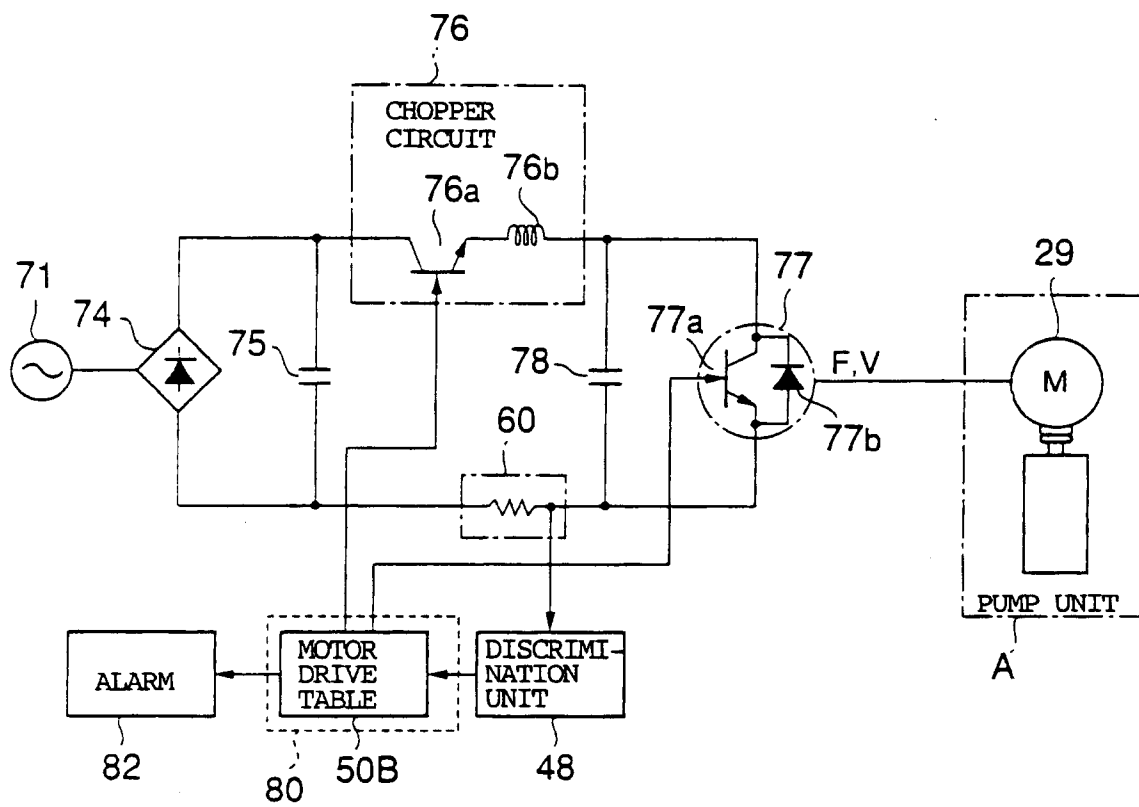 76
CHOPPER
CIRCUIT
76b
76a
71
74
75
78
77
77a
77b
F,V
29
M
60
PUMP UNIT
A
ALARM
MOTOR
DRIVE
TABLE
DISCRIMI-
NATION
UNIT
82
80
50B
48